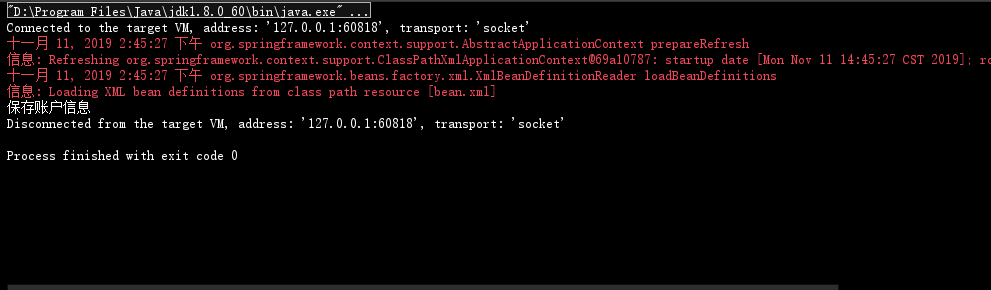 "D:\Program Files\Java\jdk1.8.0_60\bin\java.exe" ...
Connected to the target VM, address: '127.0.0.1:60818', transport: 'socket'
十一月 11, 2019 2:45:27 下午 org.springframework.context.support.AbstractApplicationContext prepareRefresh
信息: Refreshing org.springframework.context.support.ClassPathXmlApplicationContext@69a10787: startup date [Mon Nov 11 14:45:27 CST 2019]; ro
十一月 11, 2019 2:45:27 下午 org.springframework.beans.factory.xml.XmlBeanDefinitionReader loadBeanDefinitions
信息: Loading XML bean definitions from class path resource [bean.xml]
保存账户信息
Disconnected from the target VM, address: '127.0.0.1:60818', transport: 'socket'
Process finished with exit code 0